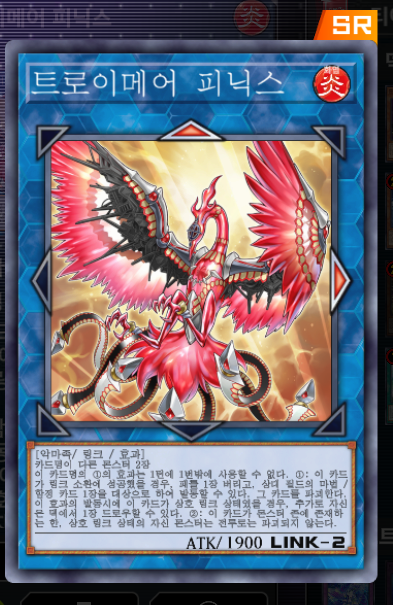 SR
트로이메어 피닉스
화염
炎
[악마족/ 링크 / 효과]
카드명이 다른 몬스터 2장
이 카드명의 ①의 효과는 1턴에 1번밖에 사용할 수 없다. ①: 이 카드
가 링크 소환에 성공했을 경우, 패를 1장 버리고, 상대 필드의 마법 /
함정 카드 1장을 대상으로 하여 발동할 수 있다. 그 카드를 파괴한다.
이 효과의 발동시에 이 카드가 상호 링크 상태였을 경우, 추가로 자신
은 덱에서 1장 드로우할 수 있다. ②: 이 카드가 몬스터 존에 존재하
는 한, 상호 링크 상태의 자신 몬스터는 전투로는 파괴되지 않는다.
ATK/ 1900 LINK-2